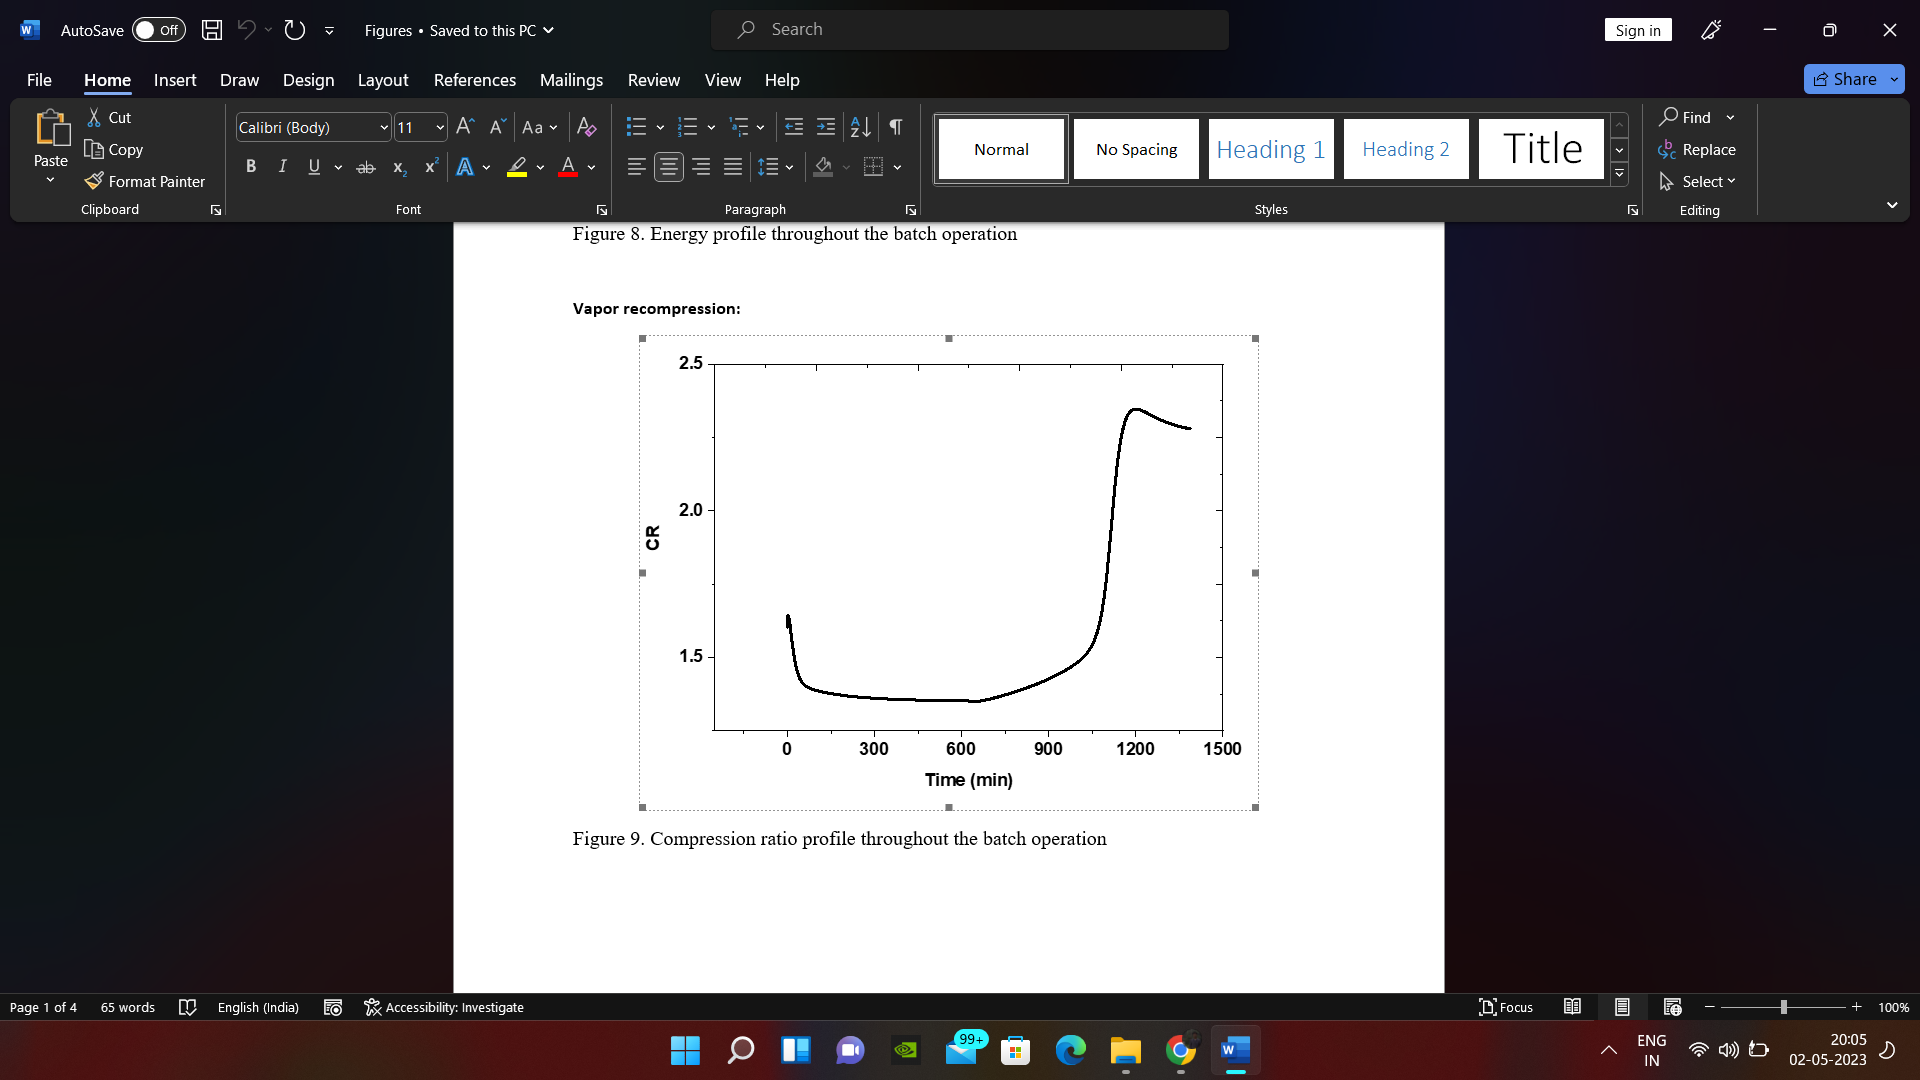 AutoSave Off Figures • Saved to this PC Search Sign in
File Home Insert Draw Design Layout References Mailings Review View Help Share
Paste Cut Copy Format Painter
Clipboard
Calibri (Body) 11 Aa
B I U ab x₂ x² A A
Font
Paragraph
Normal No Spacing Heading 1 Heading 2 Title
Styles
Find
Replace
Select
Editing
Figure 8. Energy profile throughout the batch operation
Vapor recompression:
2.5
2.0
1.5
CR
0 300 600 900 1200 1500
Time (min)
Figure 9. Compression ratio profile throughout the batch operation
Page 1 of 4 65 words English (India) Accessibility: Investigate Focus 100%
99+
ENG
IN
20:05
02-05-2023